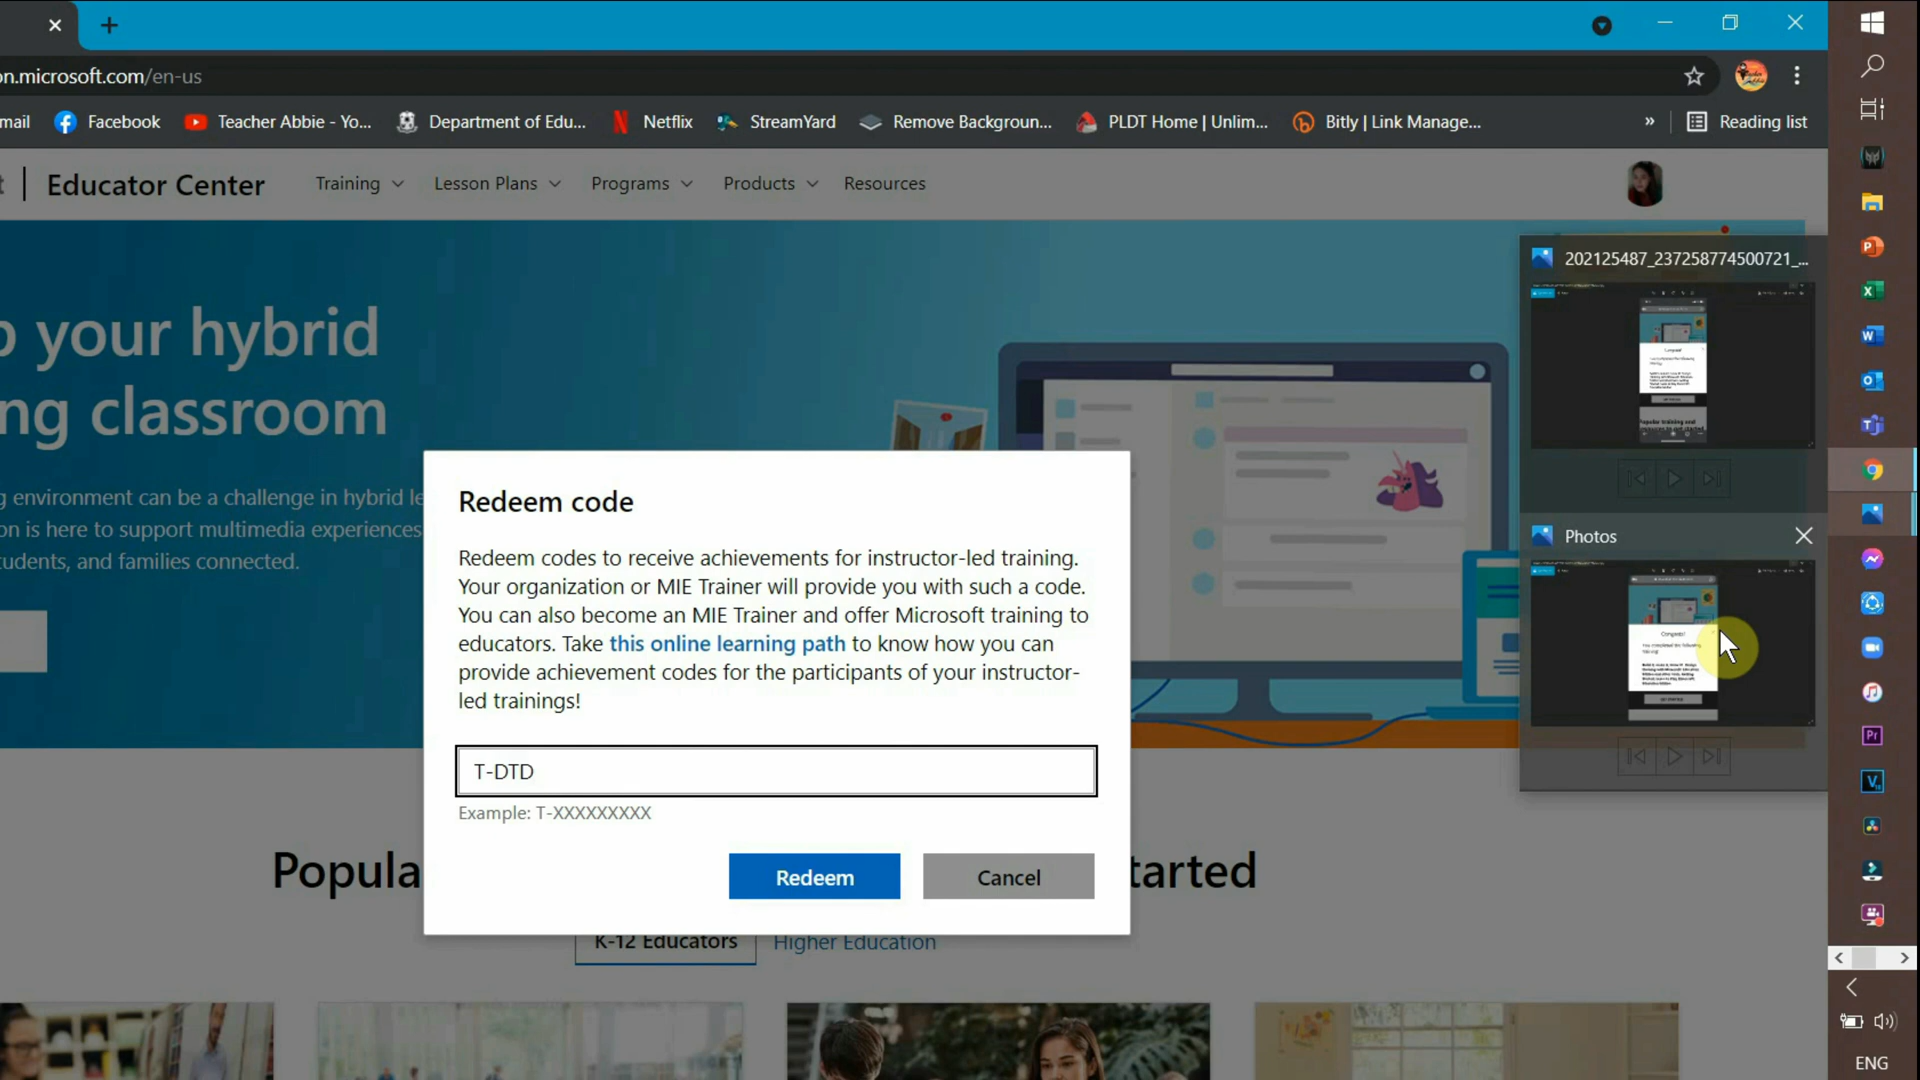 on.microsoft.com/en-us
mail
Facebook
Teacher Abbie - Yo...
Department of Edu...
Netflix
StreamYard
Remove Backgroun...
PLDT Home | Unlim...
Bitly | Link Manage...
»
Reading list
Educator Center
Training
Lesson Plans
Programs
Products
Resources
p your hybrid
ng classroom
g environment can be a challenge in hybrid le
on is here to support multimedia experiences
tudents, and families connected.
202125487_237258774500721_...
Photos
Congrats!
Redeem code
Redeem codes to receive achievements for instructor-led training.
Your organization or MIE Trainer will provide you with such a code.
You can also become an MIE Trainer and offer Microsoft training to
educators. Take this online learning path to know how you can
provide achievement codes for the participants of your instructor-
led trainings!
T-DTD
Example: T-XXXXXXXXX
Redeem
Cancel
Popula
tarted
K-12 Educators
Higher Education
ENG